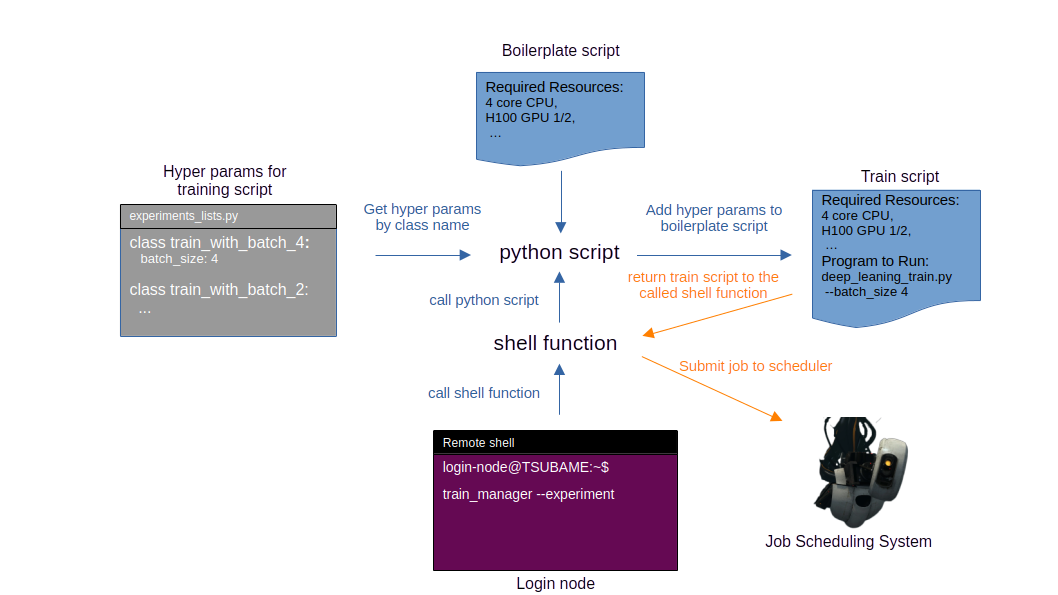 Boilerplate script
Required Resources:
4 core CPU,
H100 GPU 1/2,
...
Hyper params for
training script
experiments_lists.py
class train_with_batch_4:
batch_size: 4
class train_with_batch_2:
...
Get hyper params
by class name
python script
Add hyper params to
boilerplate script
Train script
Required Resources:
4 core CPU,
H100 GPU 1/2,
...
Program to Run:
deep_leaning_train.py
--batch_size 4
return train script to the
called shell function
call python script
shell function
Submit job to scheduler
call shell function
Remote shell
login-node@TSUBAME:~$
train_manager --experiment
Login node
Job Scheduling System